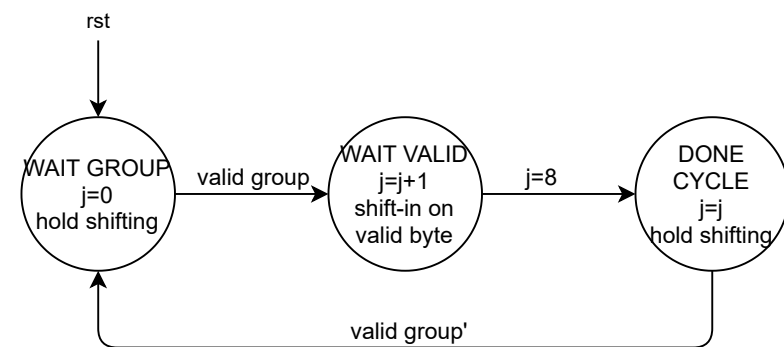 rst
WAIT GROUP
j=0
hold shifting
valid group
WAIT VALID
j=j+1
shift-in on
valid byte
j=8
DONE
CYCLE
j=j
hold shifting
valid group'